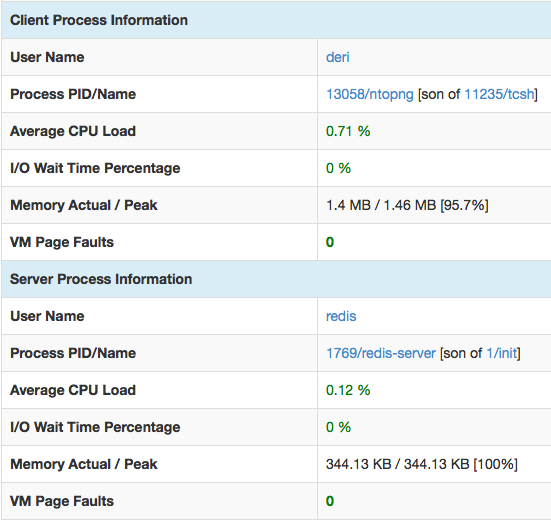 Client Process Information
User Name deri
Process PID/Name 13058/ntopng [son of 11235/tcsh]
Average CPU Load 0.71 %
I/O Wait Time Percentage 0 %
Memory Actual / Peak 1.4 MB / 1.46 MB [95.7%]
VM Page Faults 0
Server Process Information
User Name redis
Process PID/Name 1769/redis-server [son of 1/init]
Average CPU Load 0.12 %
I/O Wait Time Percentage 0 %
Memory Actual / Peak 344.13 KB / 344.13 KB [100%]
VM Page Faults 0